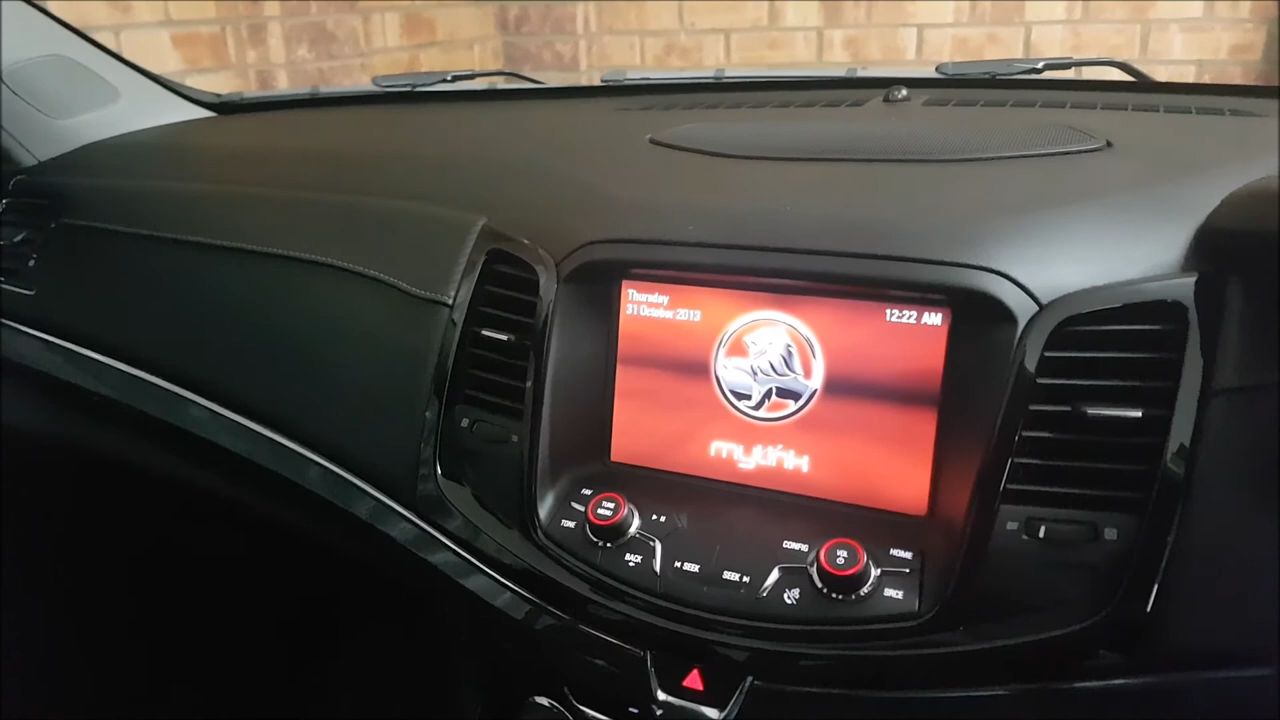 Thursday
31 October 2013
12:22 AM
mylink
FAV
TUNE
MENU
TONE
BACK
SEEK
SEEK
CONFIG
VOL
HOME
SRCE